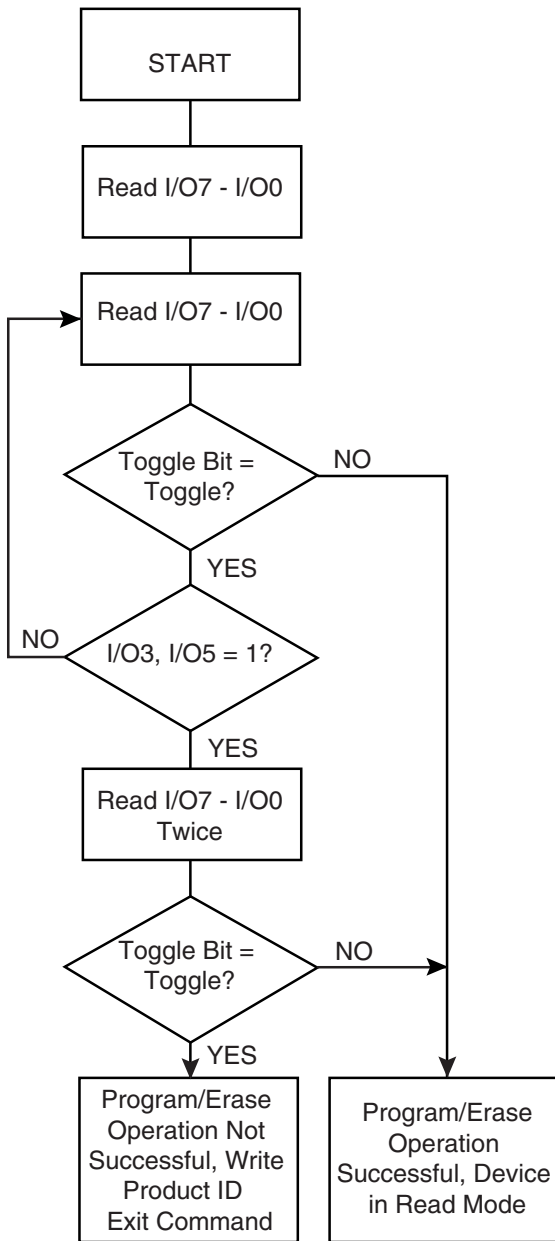 START
Read I/O7 - I/O0
Read I/O7 - I/O0
Toggle Bit =
Toggle?
NO
YES
NO
I/O3, I/O5 = 1?
YES
Read I/O7 - I/O0
Twice
Toggle Bit =
Toggle?
NO
YES
Program/Erase
Operation Not
Successful, Write
Product ID
Exit Command
Program/Erase
Operation
Successful, Device
in Read Mode